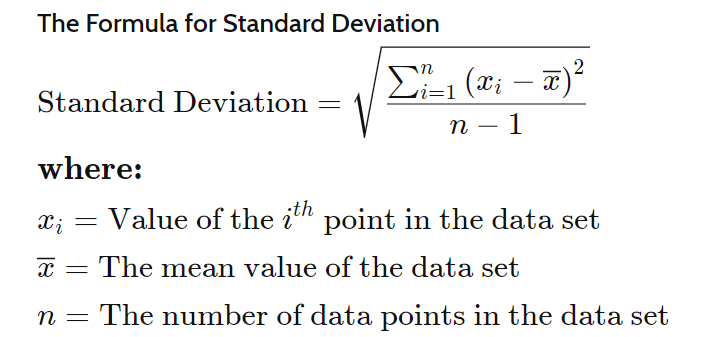 The Formula for Standard Deviation
Standard Deviation = √(∑ⁿᵢ₌₁ (xᵢ − x̅)² / (n − 1))
where:
xᵢ = Value of the iᵗʰ point in the data set
x̅ = The mean value of the data set
n = The number of data points in the data set